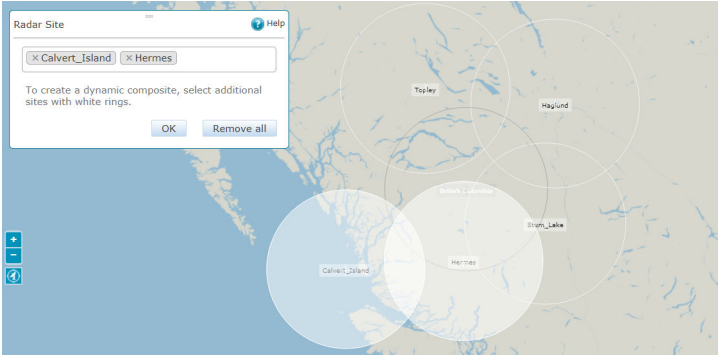 Radar Site
Help
× Calvert_Island × Hermes
To create a dynamic composite, select additional
sites with white rings.
OK Remove all
Topley
Haglund
British Columbia
Stum_Lake
Hermes
Calvert_Island
+
−